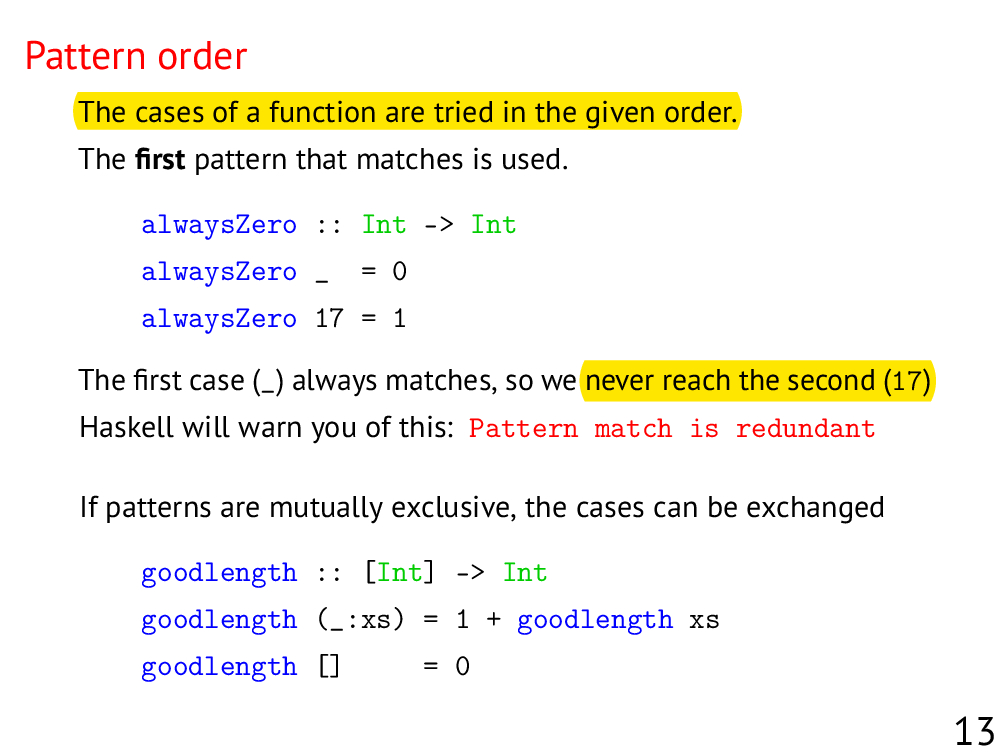 Pattern order
The cases of a function are tried in the given order.
The first pattern that matches is used.
alwaysZero :: Int -> Int
alwaysZero _  = 0
alwaysZero 17 = 1
The first case (_) always matches, so we never reach the second (17)
Haskell will warn you of this: Pattern match is redundant
If patterns are mutually exclusive, the cases can be exchanged
goodlength :: [Int] -> Int
goodlength (_:xs) = 1 + goodlength xs
goodlength []     = 0
13